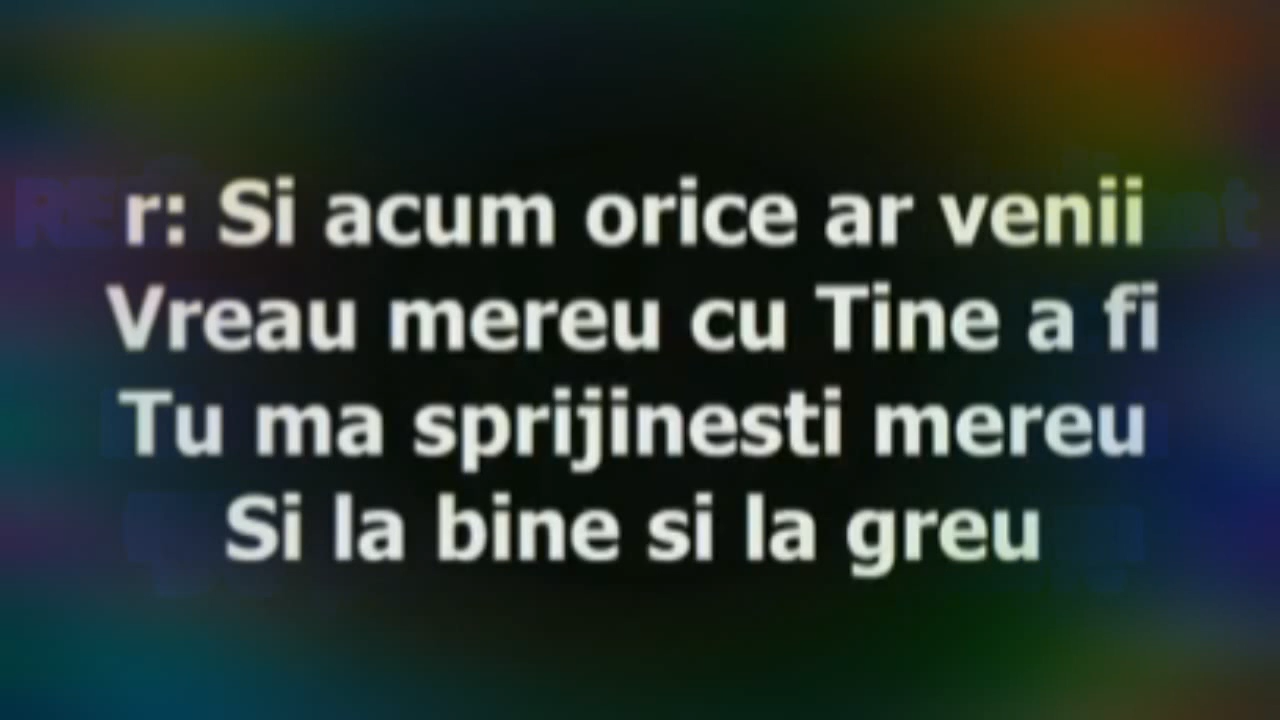 r: Si acum orice ar venii
Vreau mereu cu Tine a fi
Tu ma sprijinesti mereu
Si la bine si la greu